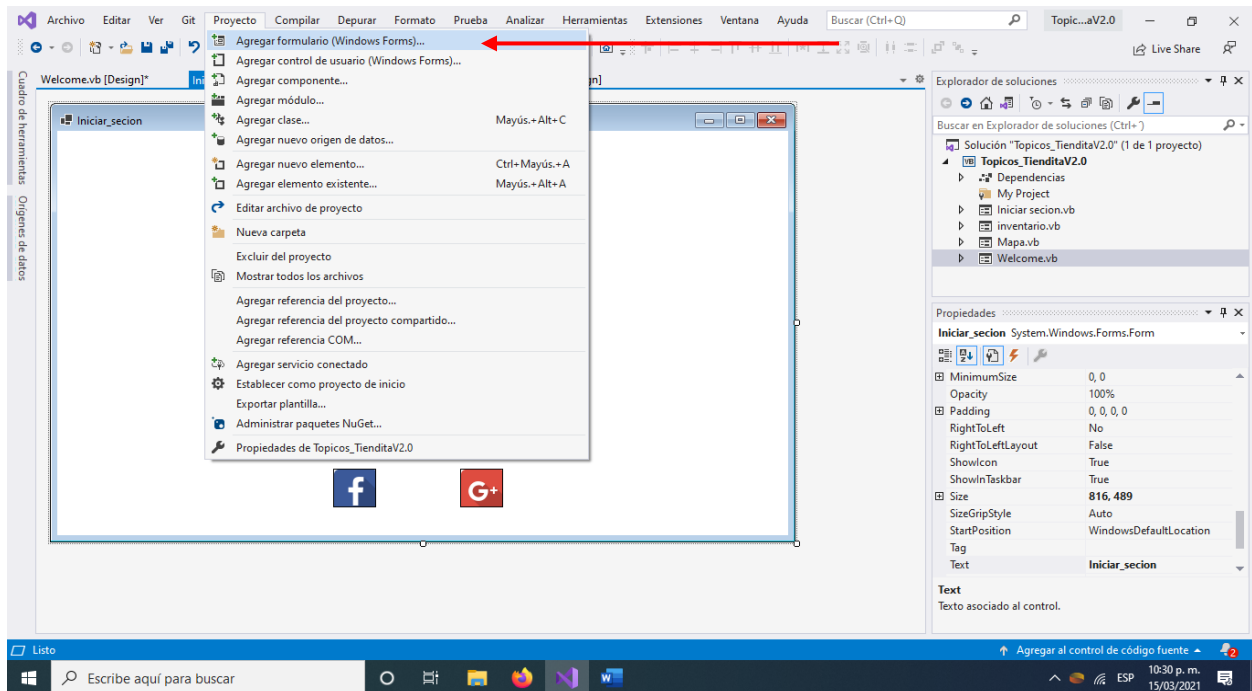 Archivo Editar Ver Git Proyecto Compilar Depurar Formato Prueba Analizar Herramientas Extensiones Ventana Ayuda Buscar (Ctrl+Q) Topic...aV2.0
Live Share
Cuadro de herramientas
Orígenes de datos
Welcome.vb [Design]* Ini gn]
Iniciar_secion
Agregar formulario (Windows Forms)...
Agregar control de usuario (Windows Forms)...
Agregar componente...
Agregar módulo...
Agregar clase... Mayús.+Alt+C
Agregar nuevo origen de datos...
Agregar nuevo elemento... Ctrl+Mayús.+A
Agregar elemento existente... Mayús.+Alt+A
Editar archivo de proyecto
Nueva carpeta
Excluir del proyecto
Mostrar todos los archivos
Agregar referencia del proyecto...
Agregar referencia del proyecto compartido...
Agregar referencia COM...
Agregar servicio conectado
Establecer como proyecto de inicio
Exportar plantilla...
Administrar paquetes NuGet...
Propiedades de Topicos_TienditaV2.0
f G+
Explorador de soluciones
Buscar en Explorador de soluciones (Ctrl+´)
Solución "Topicos_TienditaV2.0" (1 de 1 proyecto)
VB Topicos_TienditaV2.0
Dependencias
My Project
Iniciar secion.vb
inventario.vb
Mapa.vb
Welcome.vb
Propiedades
Iniciar_secion System.Windows.Forms.Form
MinimumSize 0, 0
Opacity 100%
Padding 0, 0, 0, 0
RightToLeft No
RightToLeftLayout False
ShowIcon True
ShowInTaskbar True
Size 816, 489
SizeGripStyle Auto
StartPosition WindowsDefaultLocation
Tag
Text Iniciar_secion
Text
Texto asociado al control.
Listo Agregar al control de código fuente 2
Escribe aquí para buscar W ESP 10:30 p. m.
15/03/2021